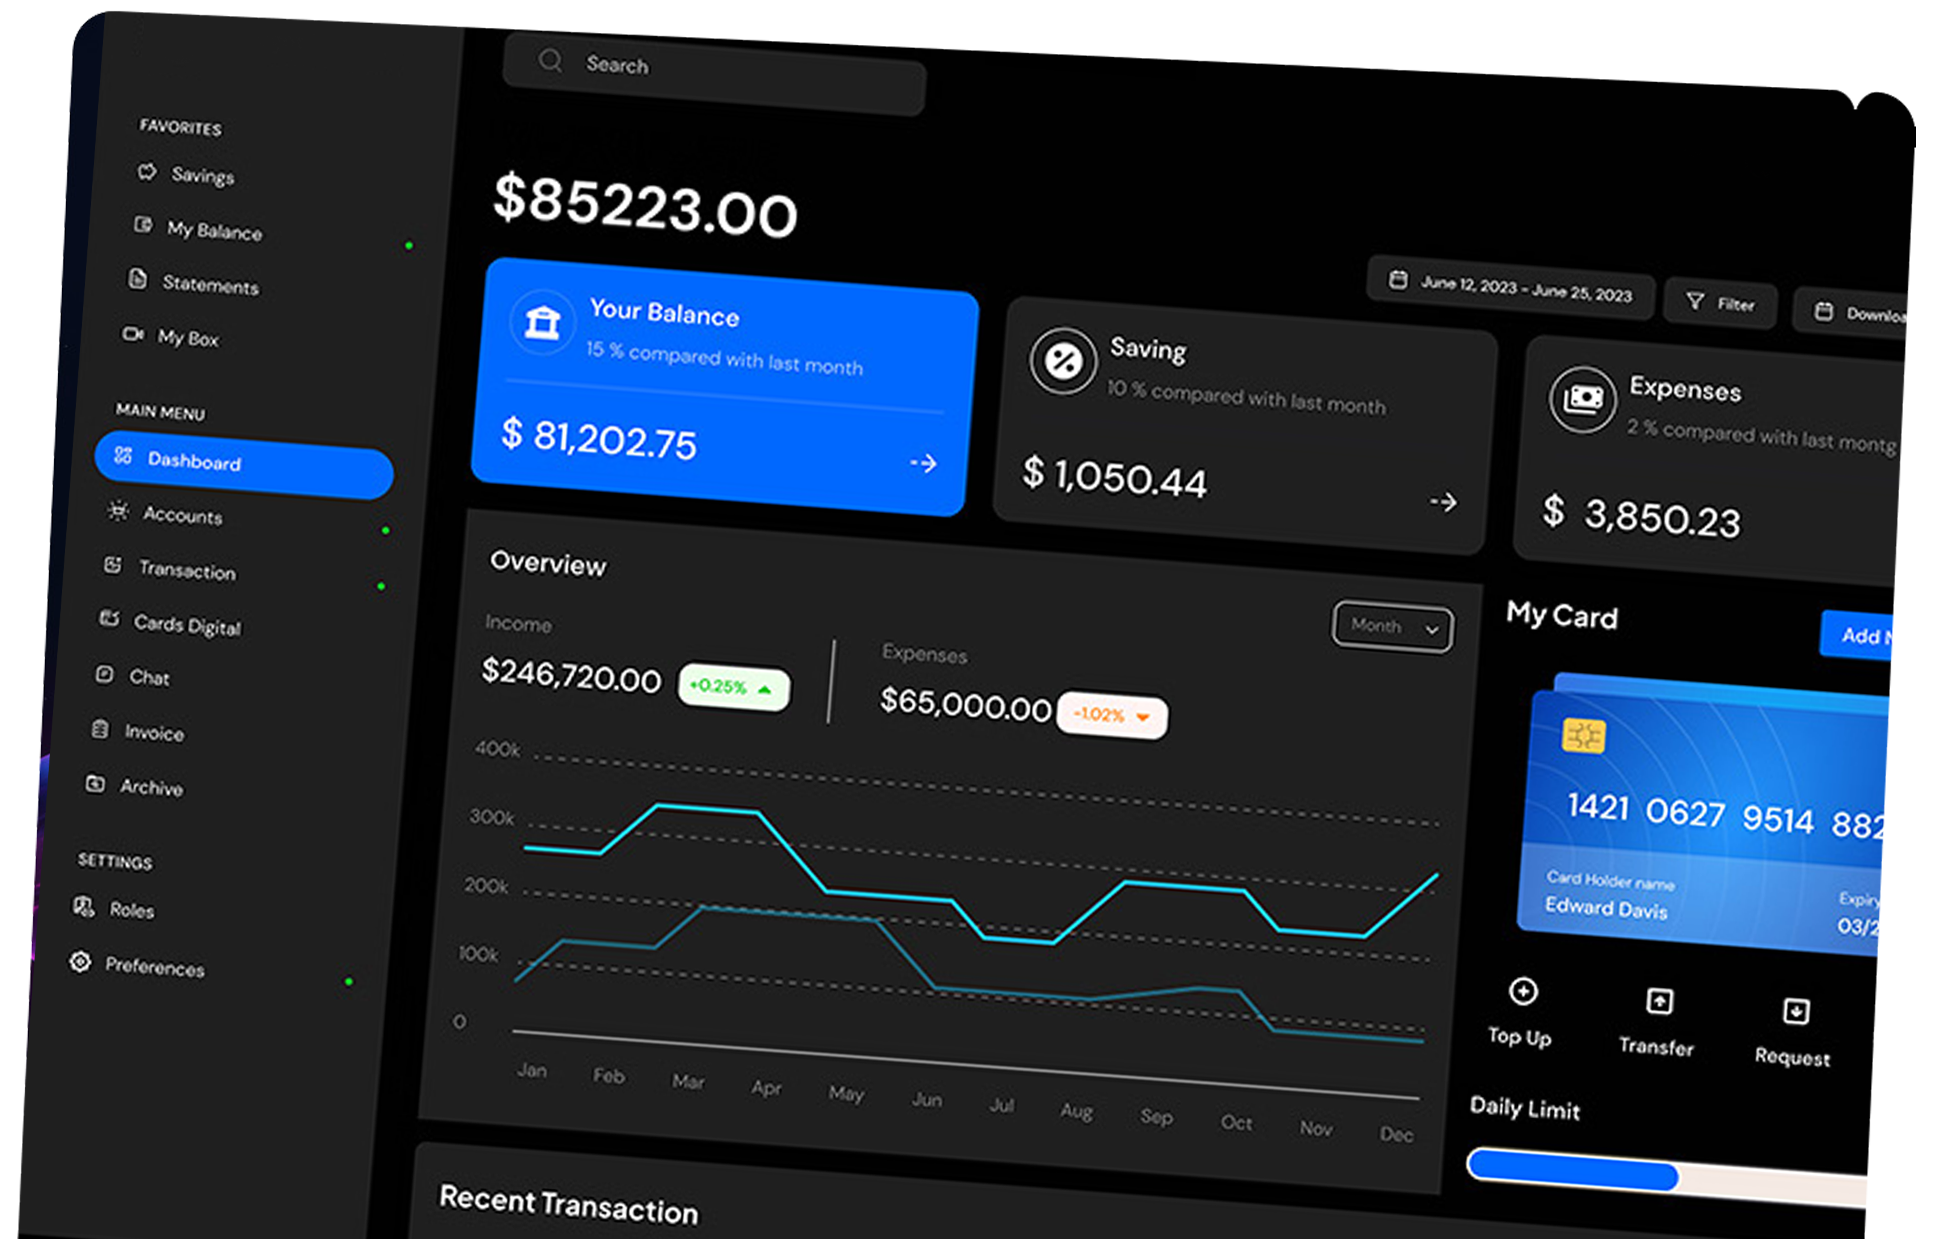 Search
FAVORITES
Savings
My Balance
Statements
My Box
MAIN MENU
Dashboard
Accounts
Transaction
Cards Digital
Chat
Invoice
Archive
SETTINGS
Roles
Preferences
$85223.00
June 12, 2023 - June 25, 2023
Filter
Downloa
Your Balance
15 % compared with last month
$ 81,202.75
Saving
10 % compared with last month
$ 1,050.44
Expenses
2 % compared with last montg
$ 3,850.23
Overview
Month
Income
$246,720.00 +0.25%
Expenses
$65,000.00 -1.02%
400k
300k
200k
100k
0
Jan Feb Mar Apr May Jun Jul Aug Sep Oct Nov Dec
My Card
Add
1421 0627 9514 882
Card Holder name
Edward Davis
Expiry
03/2
Top Up
Transfer
Request
Daily Limit
Recent Transaction